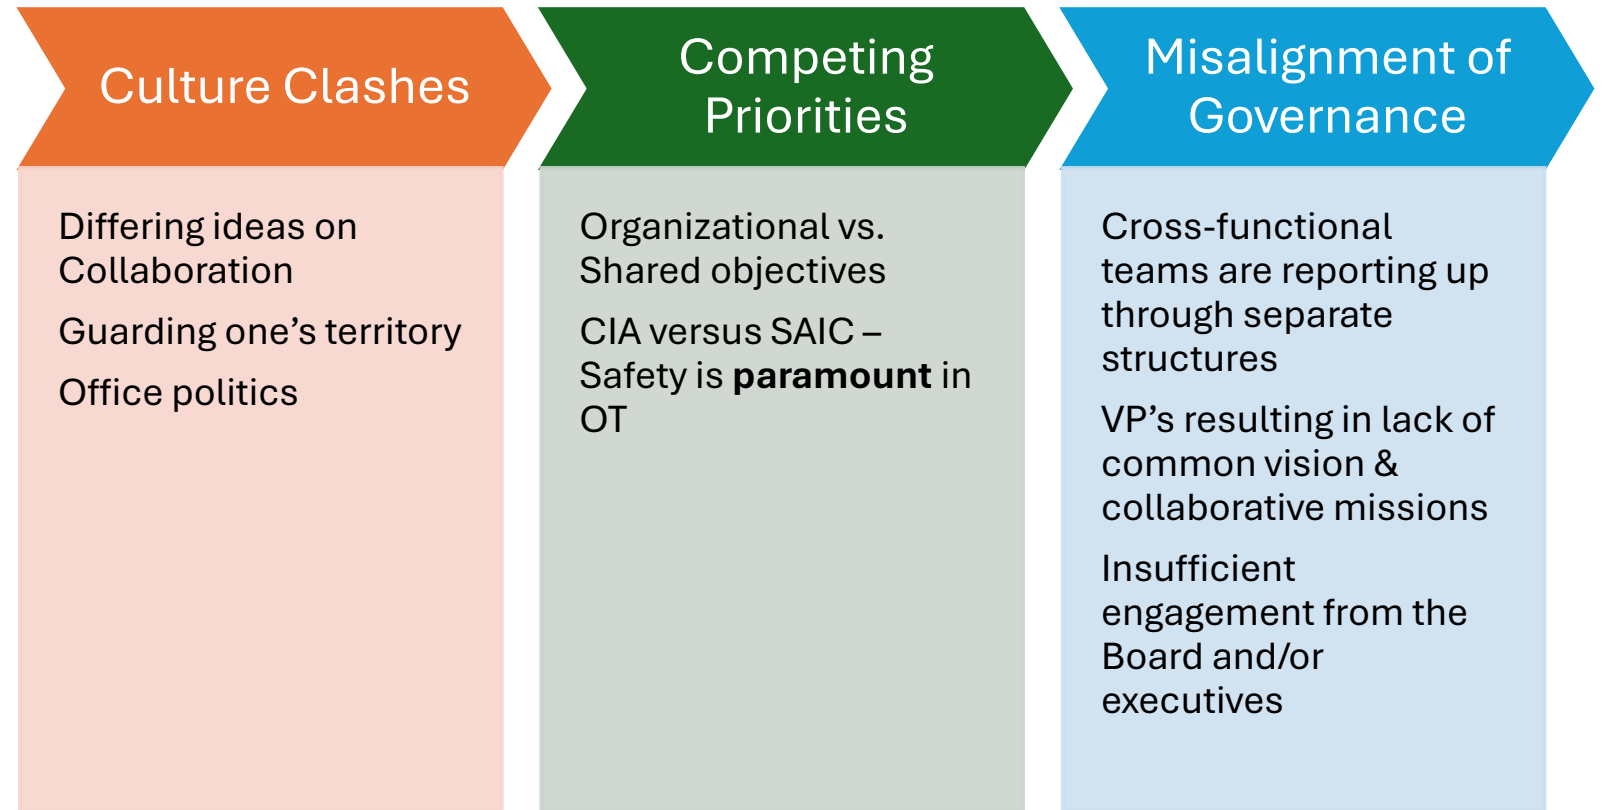 Culture Clashes
Differing ideas on
Collaboration
Guarding one’s territory
Office politics
Competing
Priorities
Organizational vs.
Shared objectives
CIA versus SAIC –
Safety is paramount in
OT
Misalignment of
Governance
Cross-functional
teams are reporting up
through separate
structures
VP’s resulting in lack of
common vision &
collaborative missions
Insufficient
engagement from the
Board and/or
executives